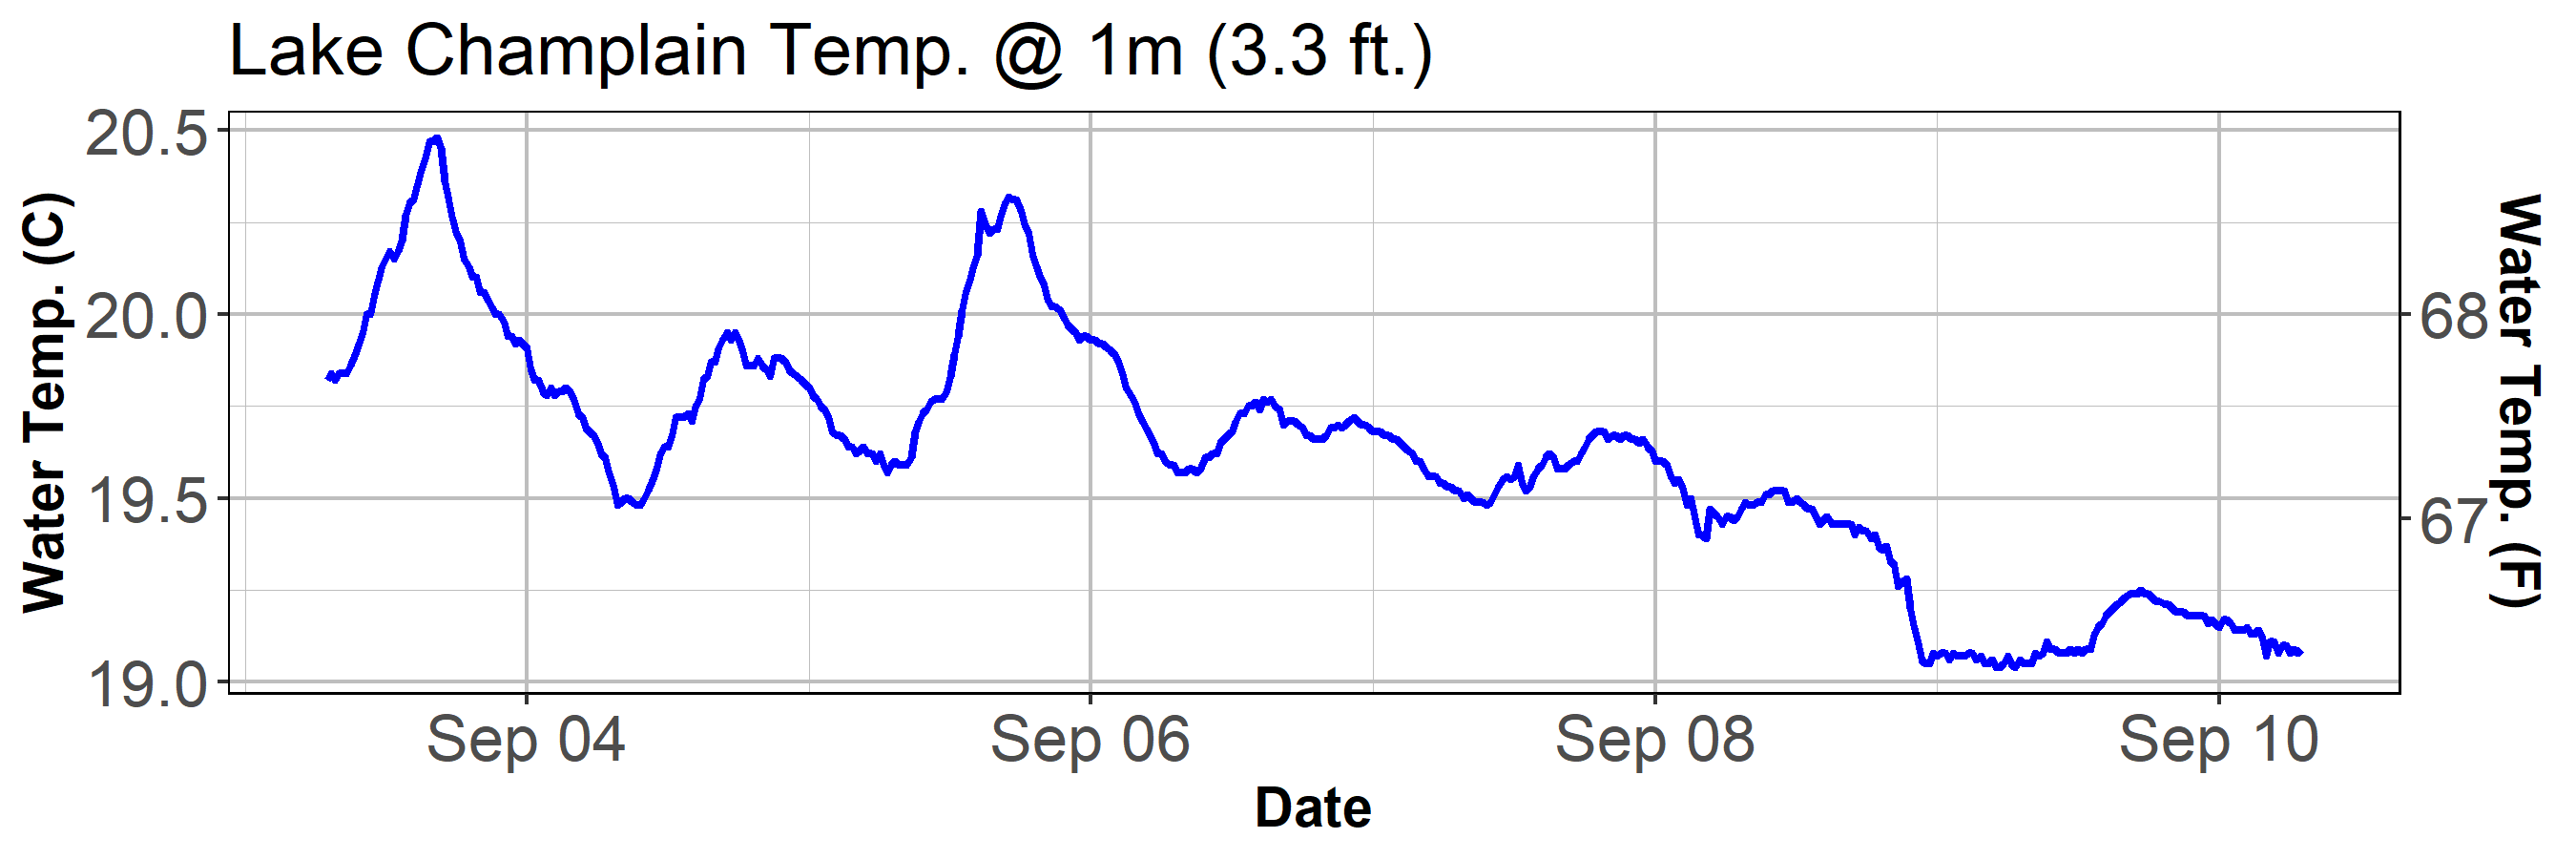 Lake Champlain Temp. @ 1m (3.3 ft.)
Water Temp. (C)
20.5
20.0
19.5
19.0
68
67
Water Temp. (F)
Sep 04
Sep 06
Sep 08
Sep 10
Date